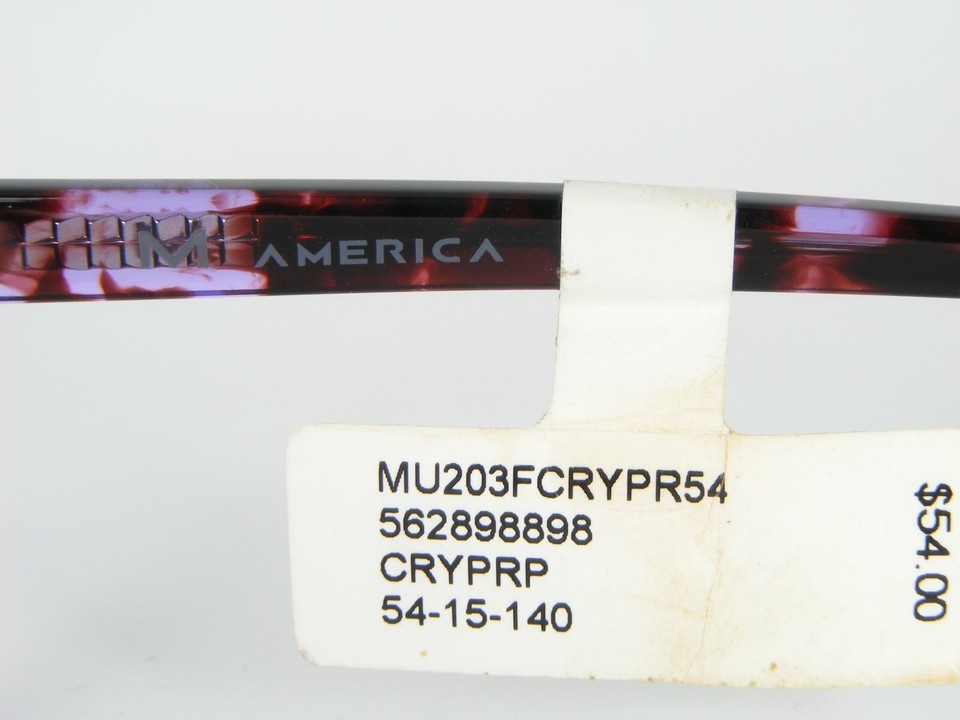 M AMERICA
MU203FCRYPR54
562898898
CRYPRP
54-15-140
$54.00